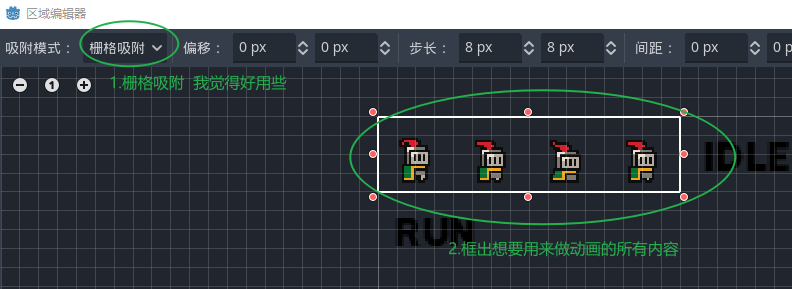 区域编辑器
吸附模式： 栅格吸附 偏移： 0 px 0 px 步长： 8 px 8 px 间距： 0 px 0 p
1.栅格吸附 我觉得好用些
IDLE
RUN
2.框出想要用来做动画的所有内容